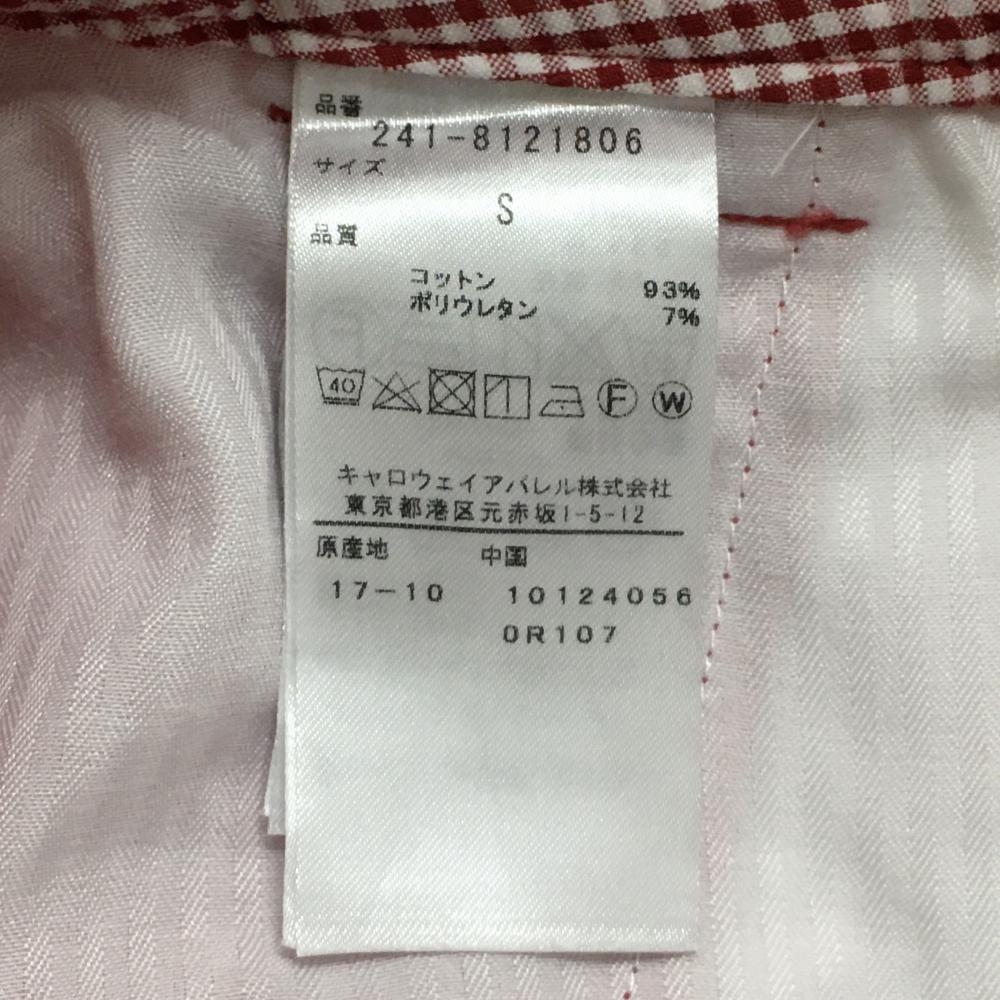 品番
241-8121806
サイズ
S
品質
コットン 93%
ポリウレタン 7%
40 F W
キャロウェイアパレル株式会社
東京都港区元赤坂1-5-12
原産地 中国
17-10 10124056
0R107